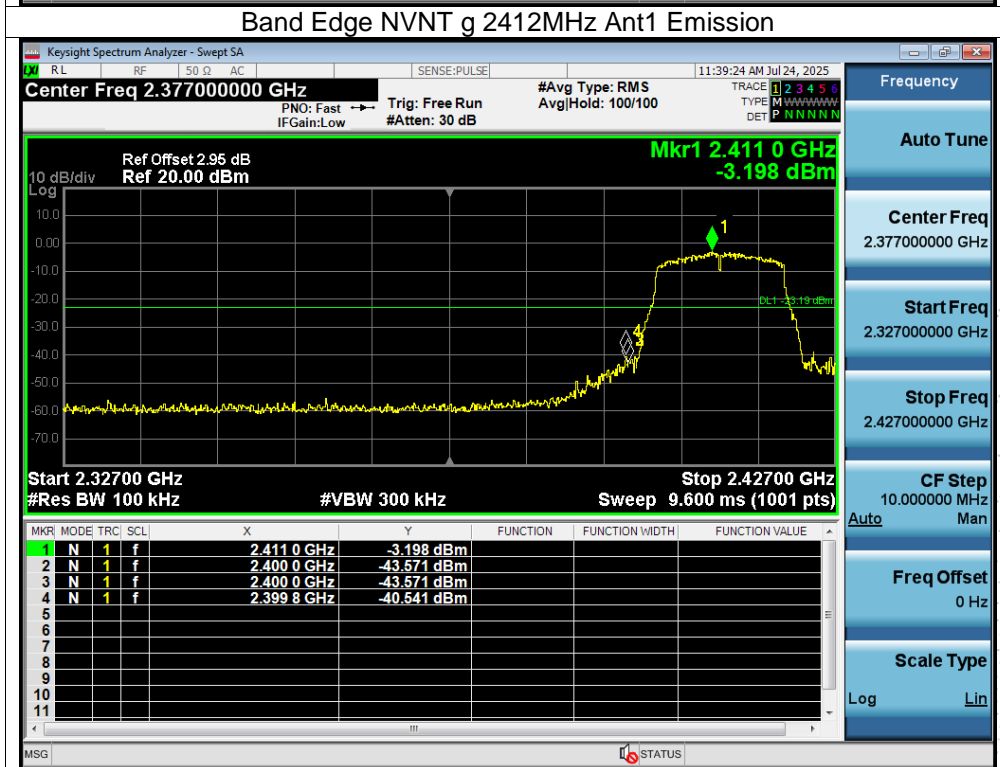 Band Edge NVNT g 2412MHz Ant1 Emission
Keysight Spectrum Analyzer - Swept SA
LXI RL RF 50 Ω AC SENSE:PULSE 11:39:24 AM Jul 24, 2025
Center Freq 2.377000000 GHz #Avg Type: RMS TRACE 1 2 3 4 5 6
PNO: Fast Trig: Free Run Avg|Hold: 100/100 TYPE M WWWWW
IFGain:Low #Atten: 30 dB DET P N N N N N
Frequency
Auto Tune
Ref Offset 2.95 dB Mkr1 2.411 0 GHz
10 dB/div Ref 20.00 dBm -3.198 dBm
Log
10.0
1
0.00
-10.0
-20.0
DL1 -23.19 dBm
-30.0
-40.0
-50.0
-60.0
-70.0
Start 2.32700 GHz Stop 2.42700 GHz
#Res BW 100 kHz #VBW 300 kHz Sweep 9.600 ms (1001 pts)
MKR MODE TRC SCL X Y FUNCTION FUNCTION WIDTH FUNCTION VALUE
1 N 1 f 2.411 0 GHz -3.198 dBm
2 N 1 f 2.400 0 GHz -43.571 dBm
3 N 1 f 2.400 0 GHz -43.571 dBm
4 N 1 f 2.399 8 GHz -40.541 dBm
5
6
7
8
9
10
11
Center Freq
2.377000000 GHz
Start Freq
2.327000000 GHz
Stop Freq
2.427000000 GHz
CF Step
10.000000 MHz
Auto Man
Freq Offset
0 Hz
Scale Type
Log Lin
MSG STATUS